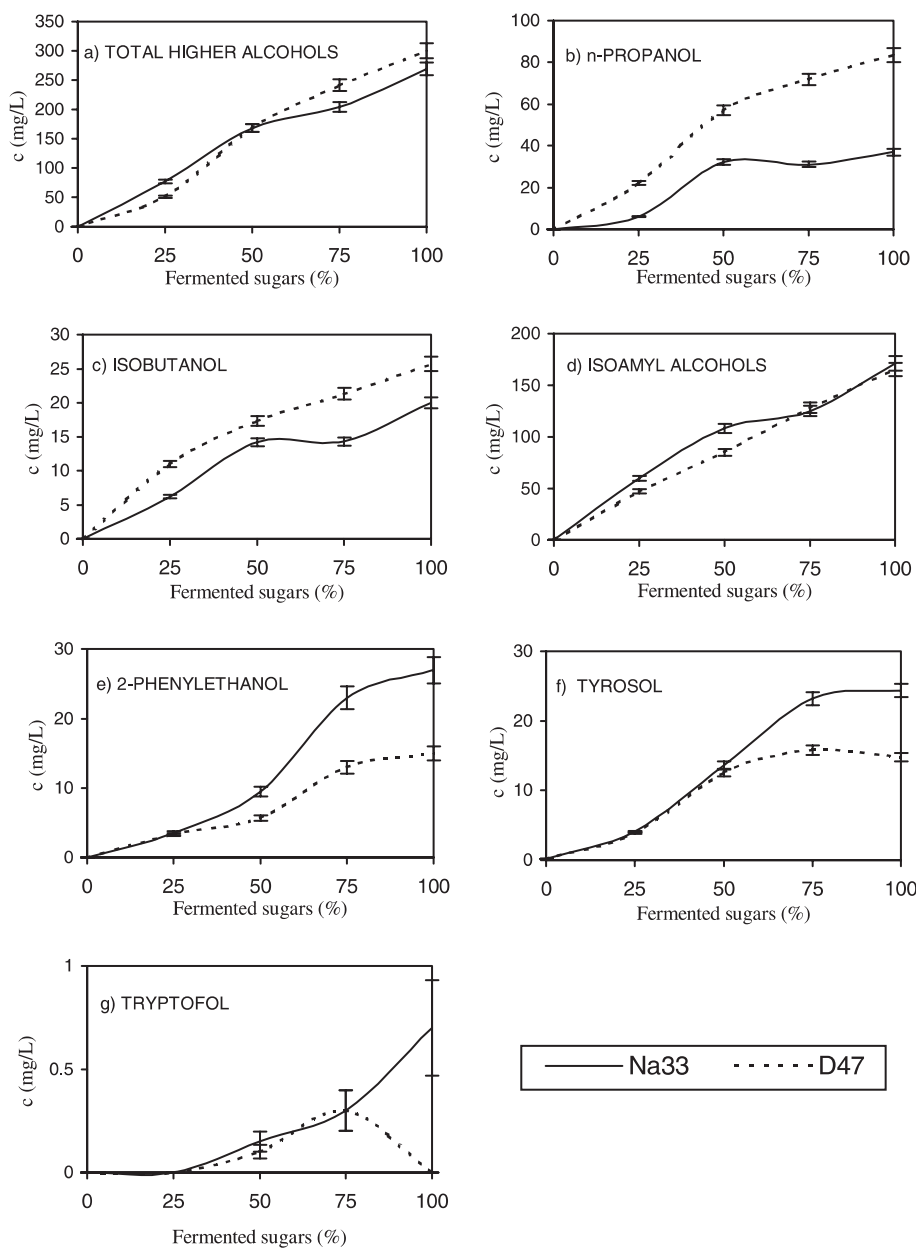 a) TOTAL HIGHER ALCOHOLS
350
300
250
200
150
100
50
0
c (mg/L)
0 25 50 75 100
Fermented sugars (%)
b) n-PROPANOL
100
80
60
40
20
0
c (mg/L)
0 25 50 75 100
Fermented sugars (%)
c) ISOBUTANOL
30
25
20
15
10
5
0
c (mg/L)
0 25 50 75 100
Fermented sugars (%)
d) ISOAMYL ALCOHOLS
200
150
100
50
0
c (mg/L)
0 25 50 75 100
Fermented sugars (%)
e) 2-PHENYLETHANOL
30
20
10
0
c (mg/L)
0 25 50 75 100
Fermented sugars (%)
f) TYROSOL
30
20
10
0
c (mg/L)
0 25 50 75 100
Fermented sugars (%)
g) TRYPTOFOL
1
0.5
0
c (mg/L)
0 25 50 75 100
Fermented sugars (%)
Na33 D47